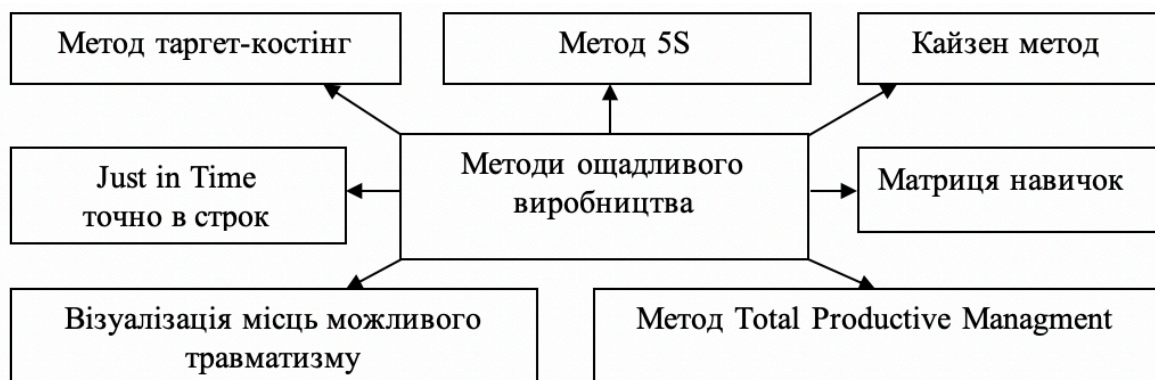 Метод таргет-костінг
Метод 5S
Кайзен метод
Just in Time
точно в строк
Методи ощадливого
виробництва
Матриця навичок
Візуалізація місць можливого
травматизму
Метод Total Productive Managment